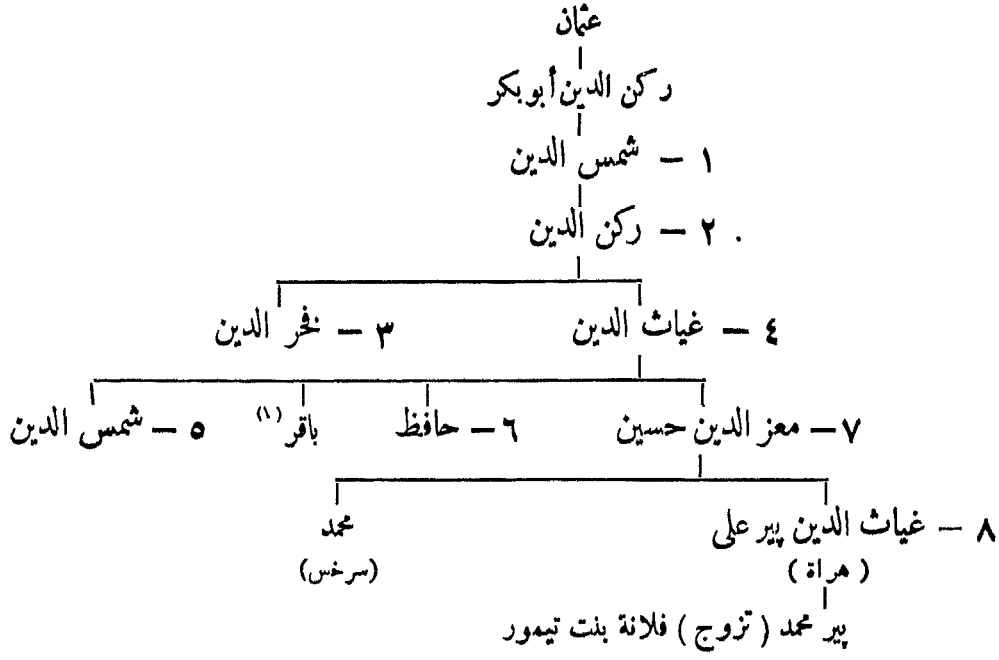 عثمان
ركن الدين أبو بكر
١ – شمس الدين
٢ – ركن الدين
٤ – غياث الدين ٣ – فخر الدين
٧ – معز الدين حسين ٦ – حافظ باقر (١) ٥ – شمس الدين
٨ – غياث الدين پير على محمد
( هراة ) (سرخس)
پير محمد ( تزوج ) فلانة بنت تيمور